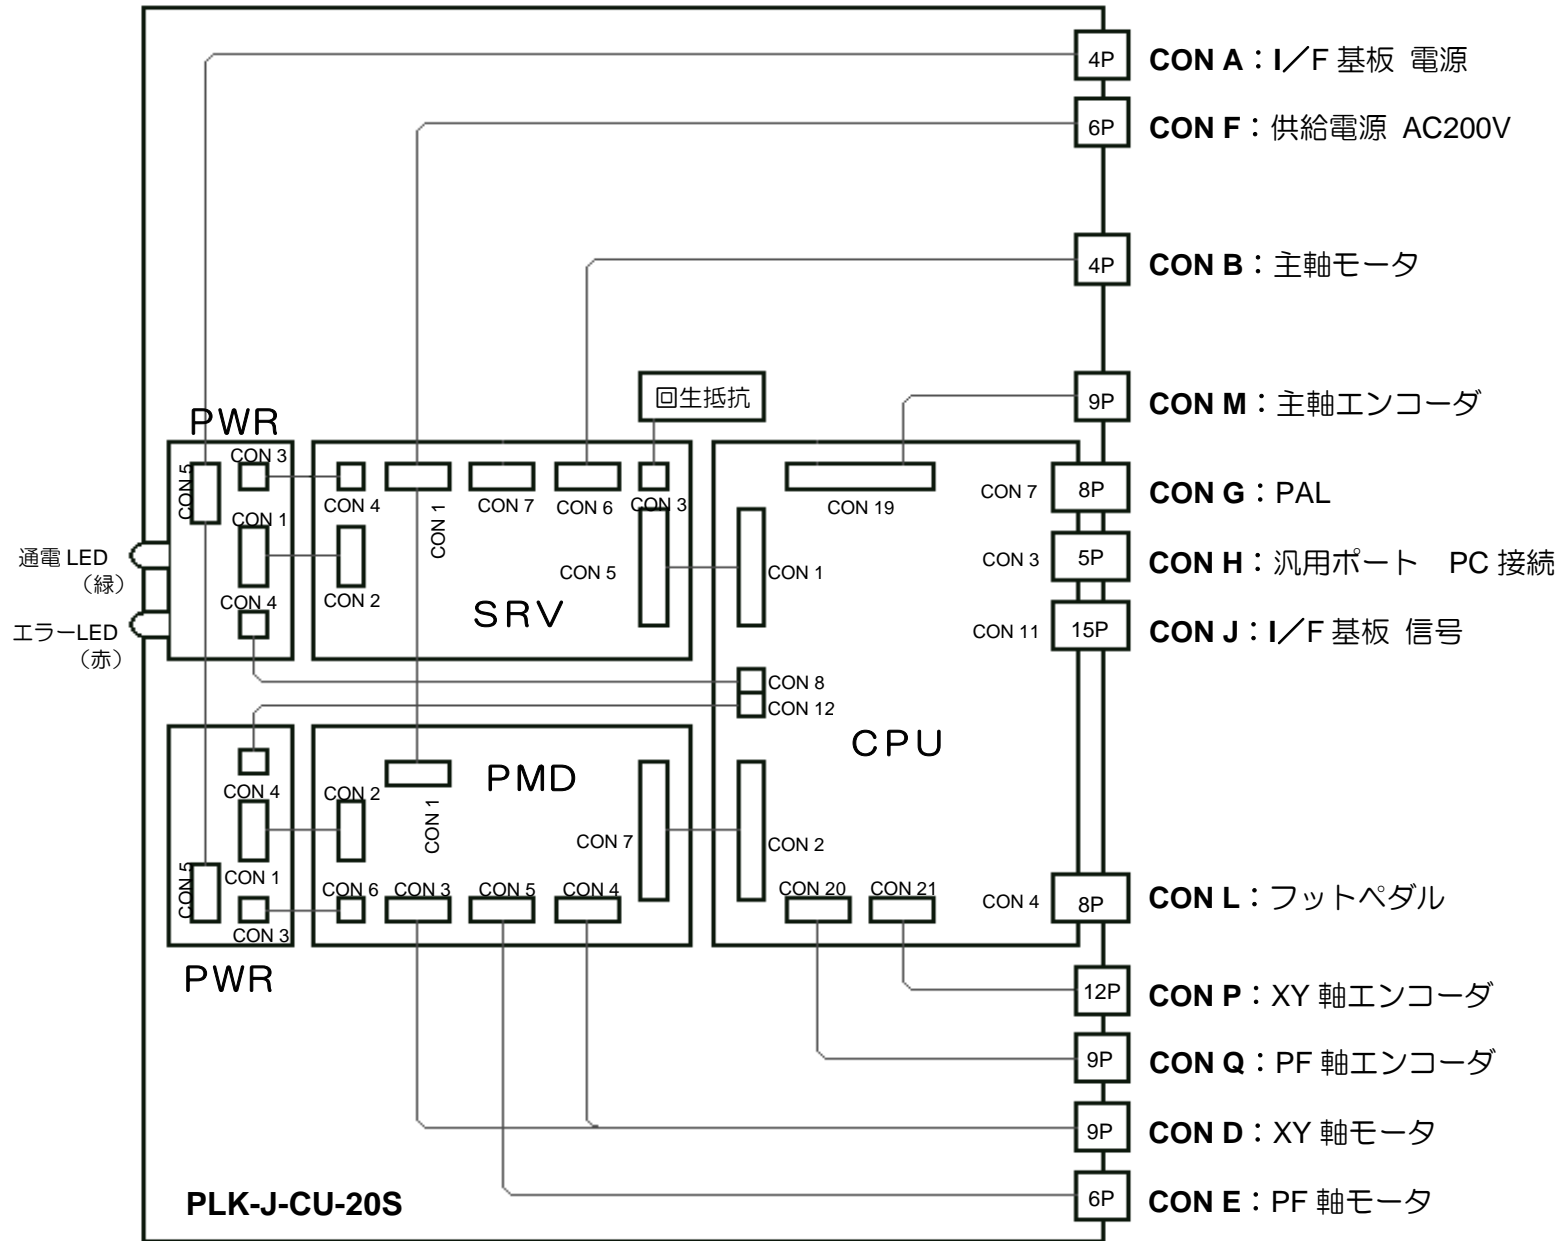 4P
CON A：I／F 基板 電源
6P
CON F：供給電源 AC200V
4P
CON B：主軸モータ
回生抵抗
9P
CON M：主軸エンコーダ
PWR
CON 3
CON 5
CON 1
CON 4
CON 4
CON 1
CON 7
CON 6
CON 3
CON 2
CON 5
SRV
CON 19
CON 1
CON 7
8P
CON G：PAL
CON 3
5P
CON H：汎用ポート　PC 接続
CON 11
15P
CON J：I／F 基板 信号
通電 LED
（緑）
エラーLED
（赤）
CON 8
CON 12
CPU
CON 4
CON 1
CON 5
CON 3
PWR
CON 2
CON 1
PMD
CON 7
CON 6
CON 3
CON 5
CON 4
CON 2
CON 20
CON 21
CON 4
8P
CON L：フットペダル
12P
CON P：XY 軸エンコーダ
9P
CON Q：PF 軸エンコーダ
9P
CON D：XY 軸モータ
6P
CON E：PF 軸モータ
PLK-J-CU-20S